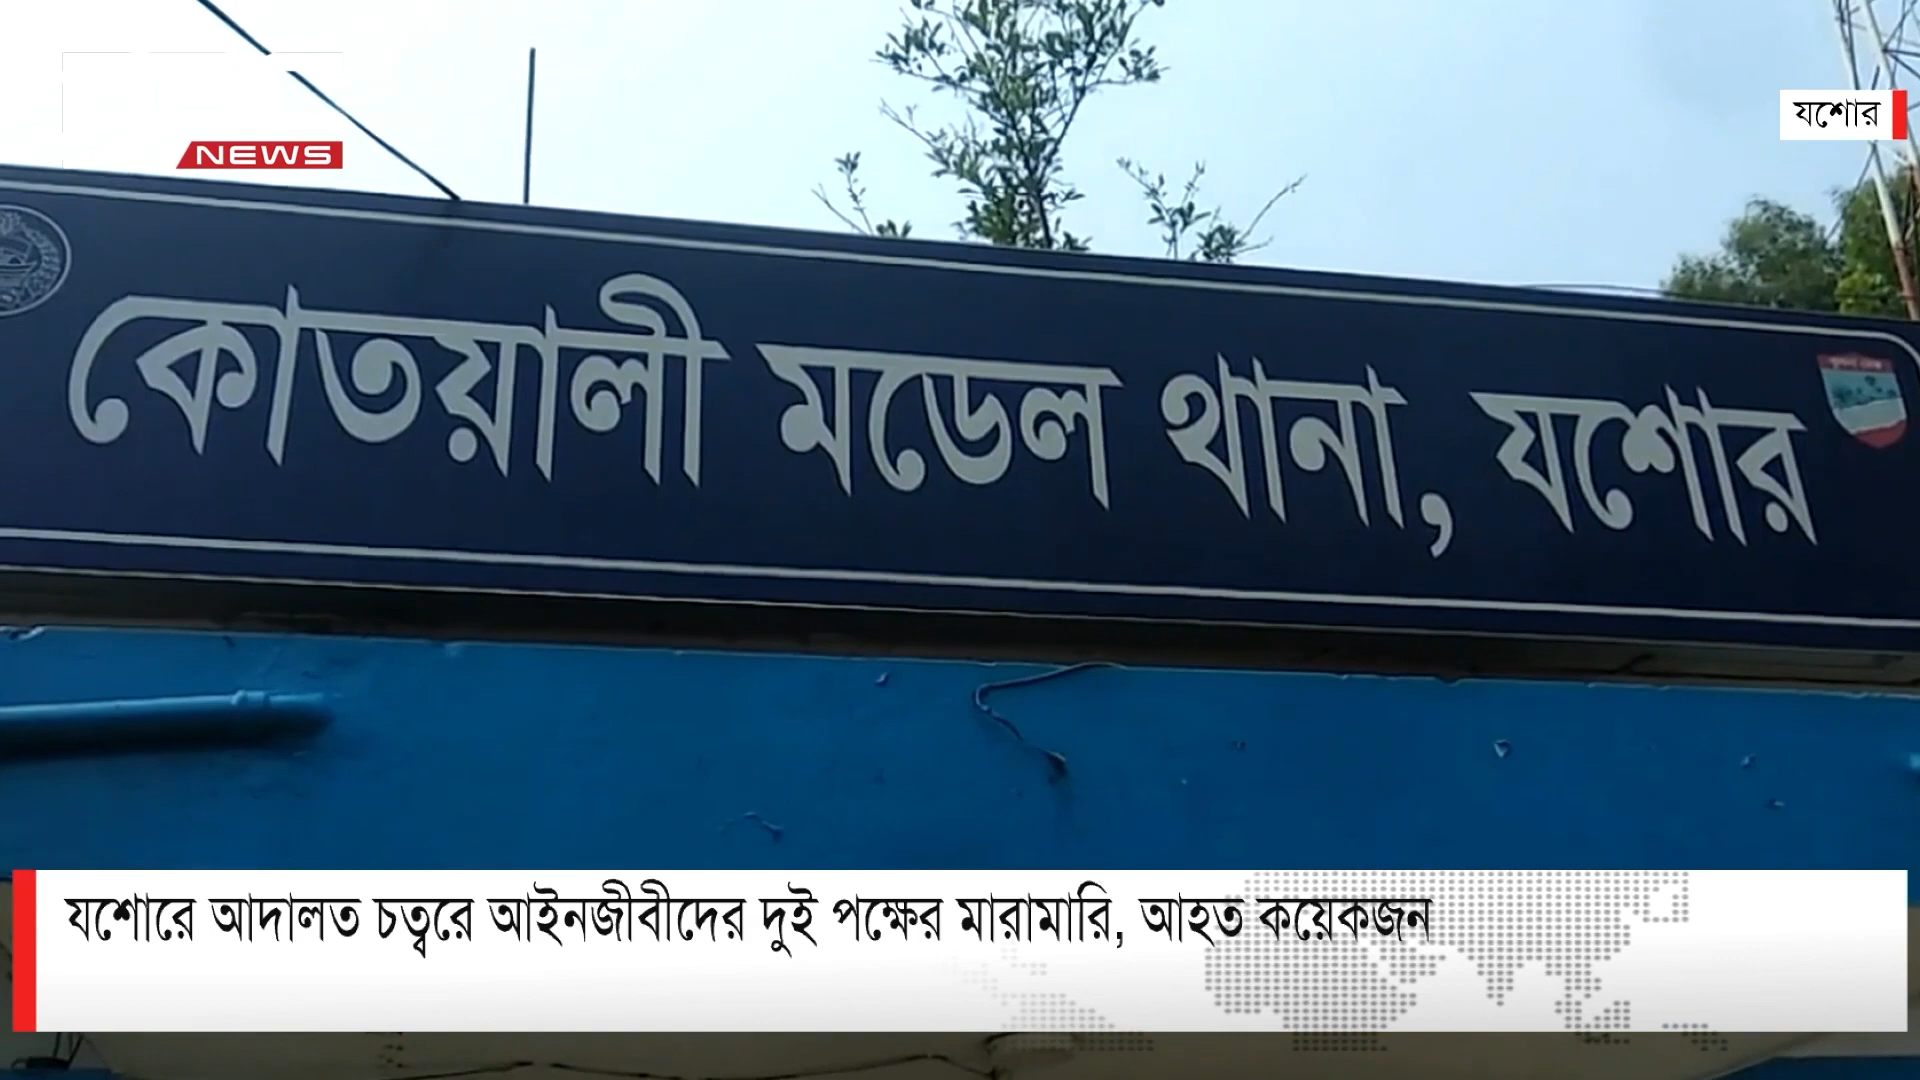 NEWS
যশোর
কোতয়ালী মডেল থানা, যশোর
যশোরে আদালত চত্বরে আইনজীবীদের দুই পক্ষের মারামারি, আহত কয়েকজন